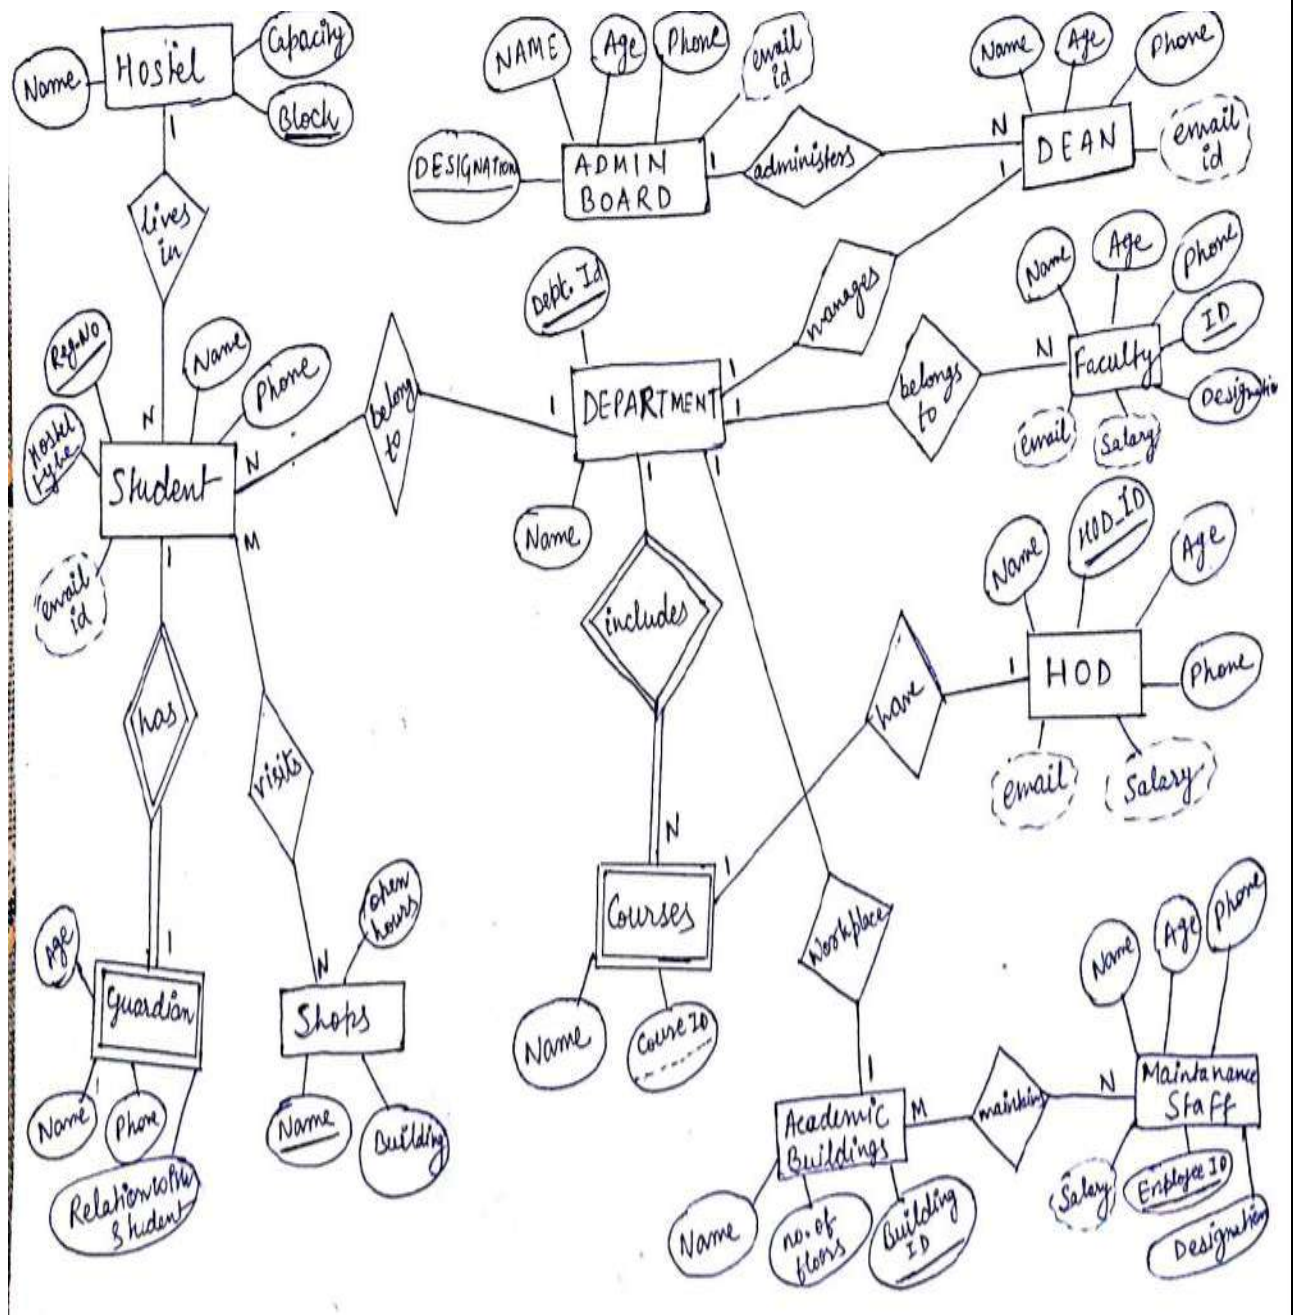 Name
Hostel
Capacity
Block
1
lives
in
N
Reg.No
Name
Phone
Hostel
type
Student
email
id
N
belong
to
1
1
has
1
M
visits
N
Age
Guardian
Name
Phone
Relation with
Student
open
hours
Shops
Name
Building
NAME
Age
Phone
email
id
DESIGNATION
ADMIN
BOARD
1
administers
N
Name
Age
Phone
DEAN
email
id
1
manages
1
Dept. Id
DEPARTMENT
Name
1
belongs
to
N
Name
Age
Phone
ID
Faculty
Designation
email
Salary
1
includes
N
Courses
Name
Course ID
1
have
1
Name
HOD_ID
Age
HOD
Phone
email
Salary
1
Workplace
1
Academic
Buildings
Name
no. of
floors
Building
ID
M
maintain
N
Name
Age
Phone
Maintanance
Staff
Salary
Employee ID
Designation